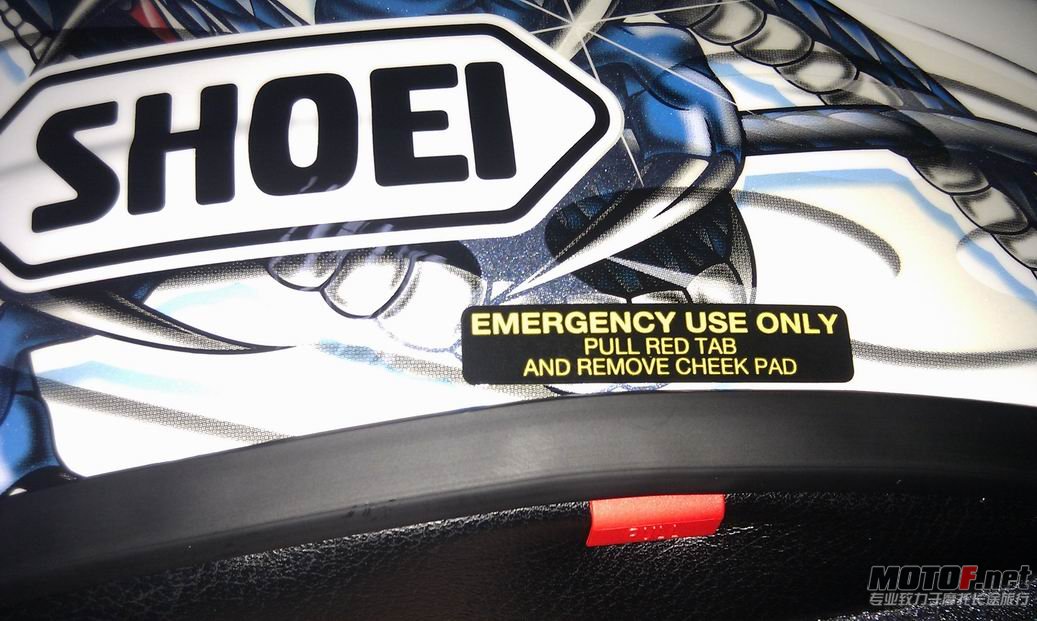 SHOEI
EMERGENCY USE ONLY
PULL RED TAB
AND REMOVE CHEEK PAD
PULL
MOTOF.net
专业致力于摩托长途旅行